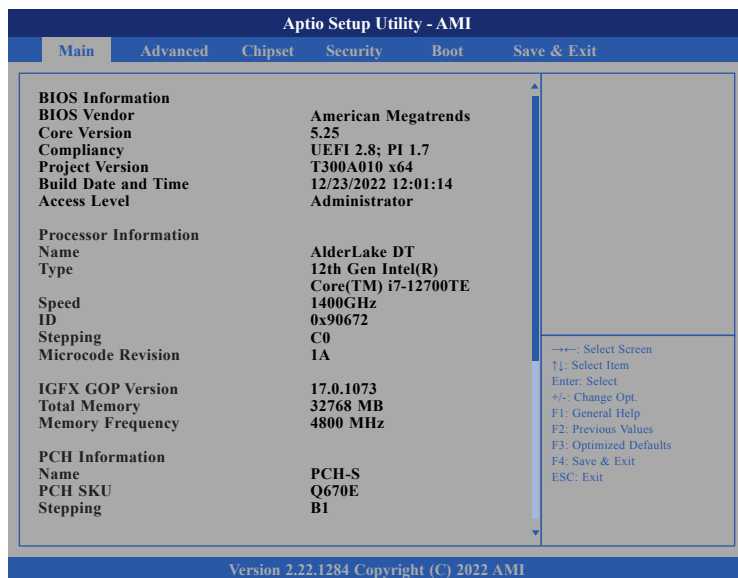 Aptio Setup Utility - AMI
Main Advanced Chipset Security Boot Save & Exit
BIOS Information
BIOS Vendor American Megatrends
Core Version 5.25
Compliancy UEFI 2.8; PI 1.7
Project Version T300A010 x64
Build Date and Time 12/23/2022 12:01:14
Access Level Administrator
Processor Information
Name AlderLake DT
Type 12th Gen Intel(R)
Core(TM) i7-12700TE
Speed 1400GHz
ID 0x90672
Stepping C0
Microcode Revision 1A
IGFX GOP Version 17.0.1073
Total Memory 32768 MB
Memory Frequency 4800 MHz
PCH Information
Name PCH-S
PCH SKU Q670E
Stepping B1
→←: Select Screen
↑↓: Select Item
Enter: Select
+/-: Change Opt.
F1: General Help
F2: Previous Values
F3: Optimized Defaults
F4: Save & Exit
ESC: Exit
Version 2.22.1284 Copyright (C) 2022 AMI